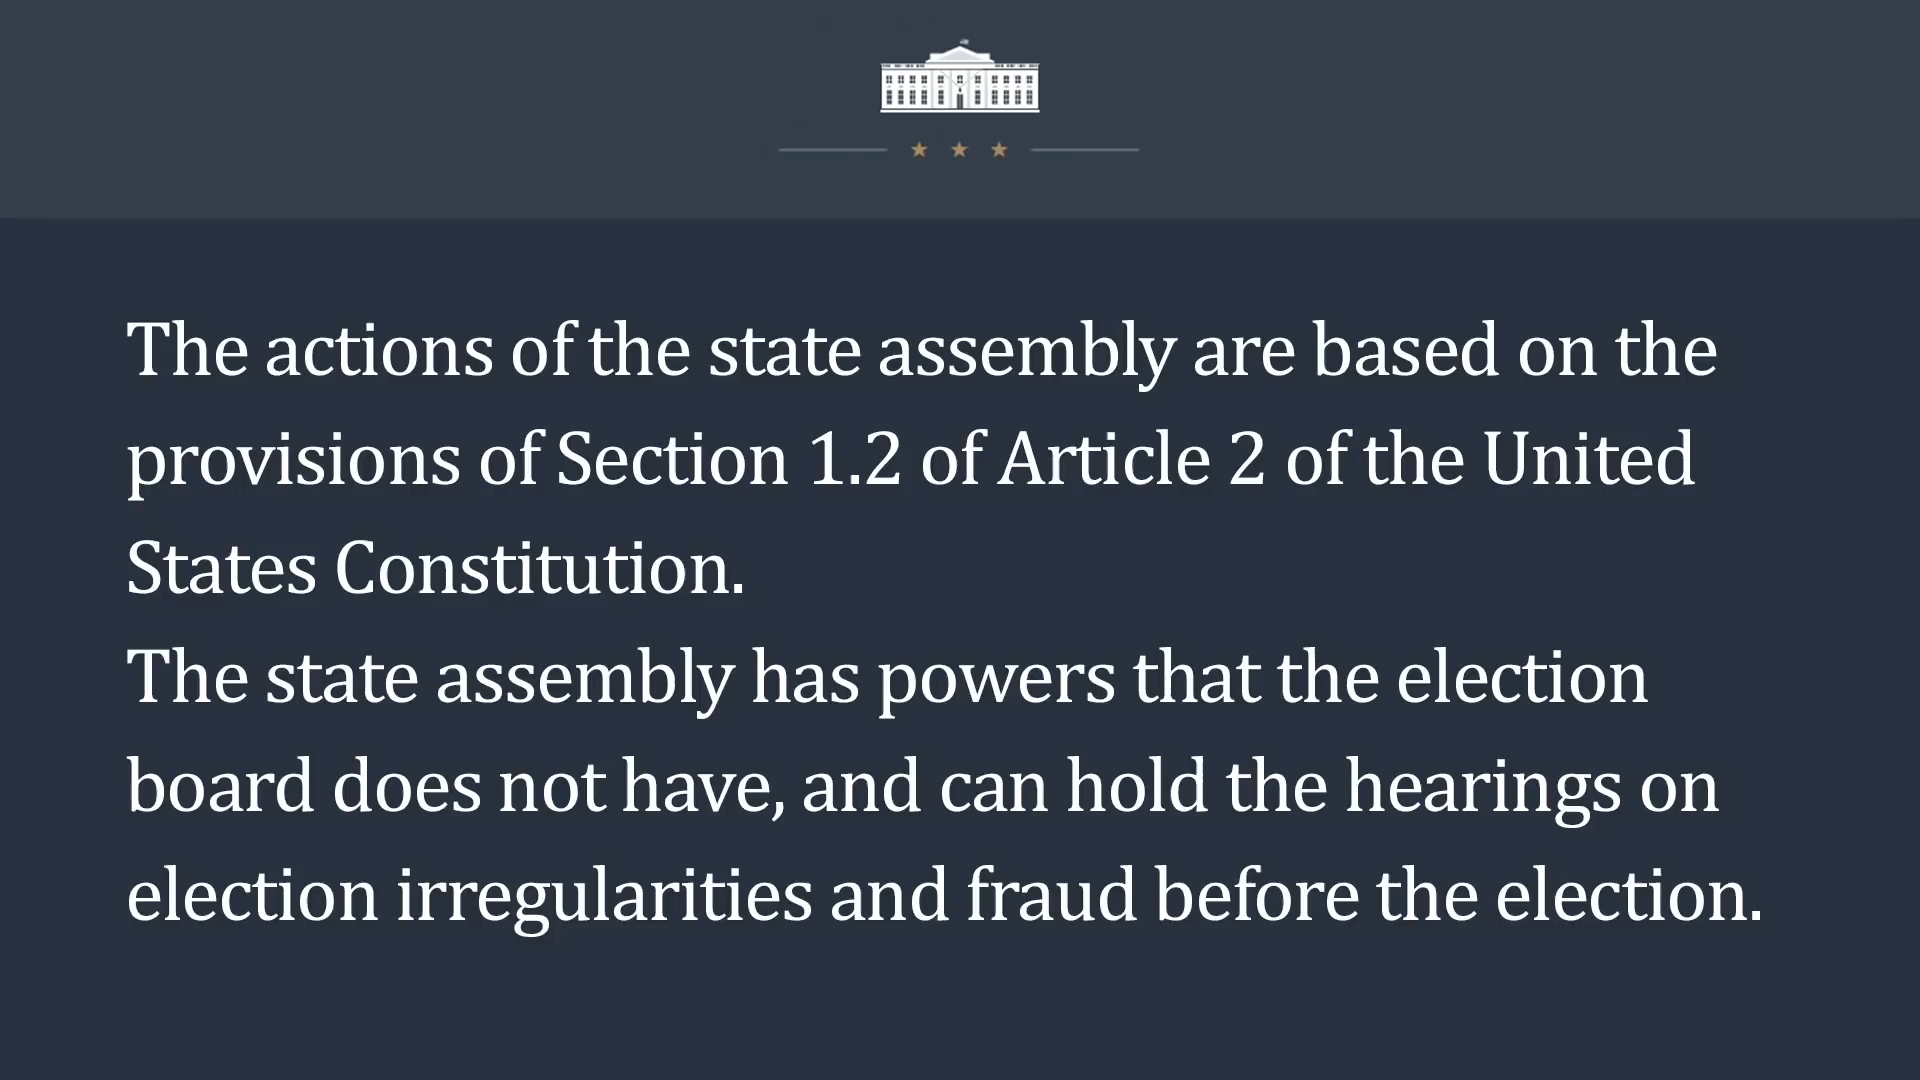 The actions of the state assembly are based on the
provisions of Section 1.2 of Article 2 of the United
States Constitution.
The state assembly has powers that the election
board does not have, and can hold the hearings on
election irregularities and fraud before the election.